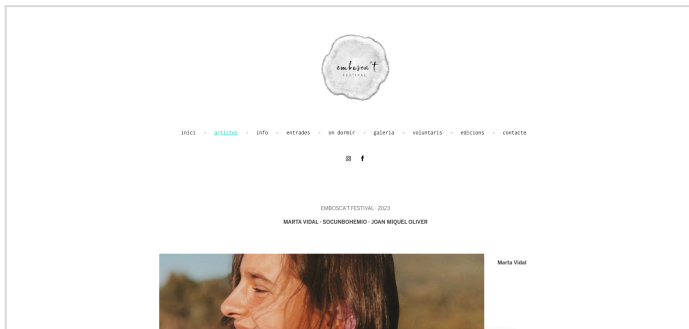 embosca't
FESTIVAL
inici · artistes · info · entrades · on dormir · galeria · voluntaris · edicions · contacte
EMBOSCA'T FESTIVAL · 2023
MARTA VIDAL · SOCUNBOHEMIO · JOAN MIQUEL OLIVER
Marta Vidal